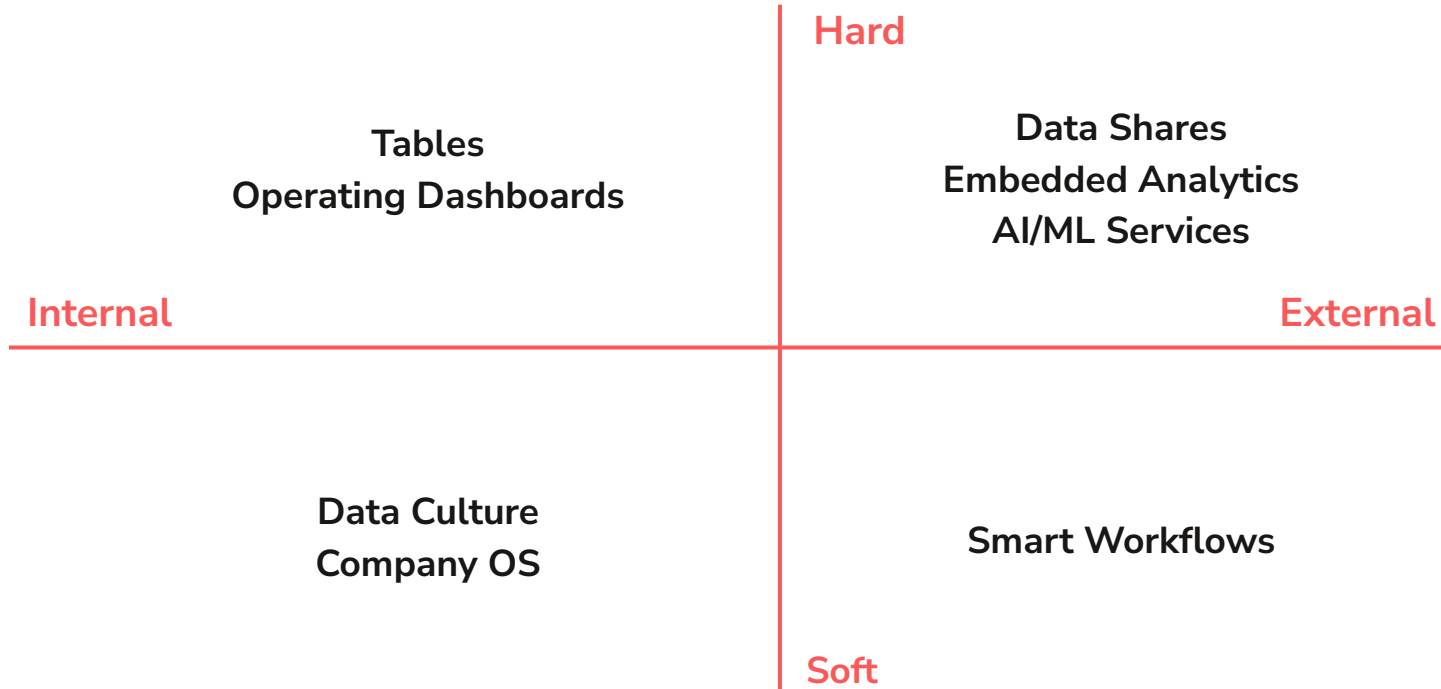 Hard
Tables
Operating Dashboards
Data Shares
Embedded Analytics
AI/ML Services
Internal
External
Data Culture
Company OS
Smart Workflows
Soft